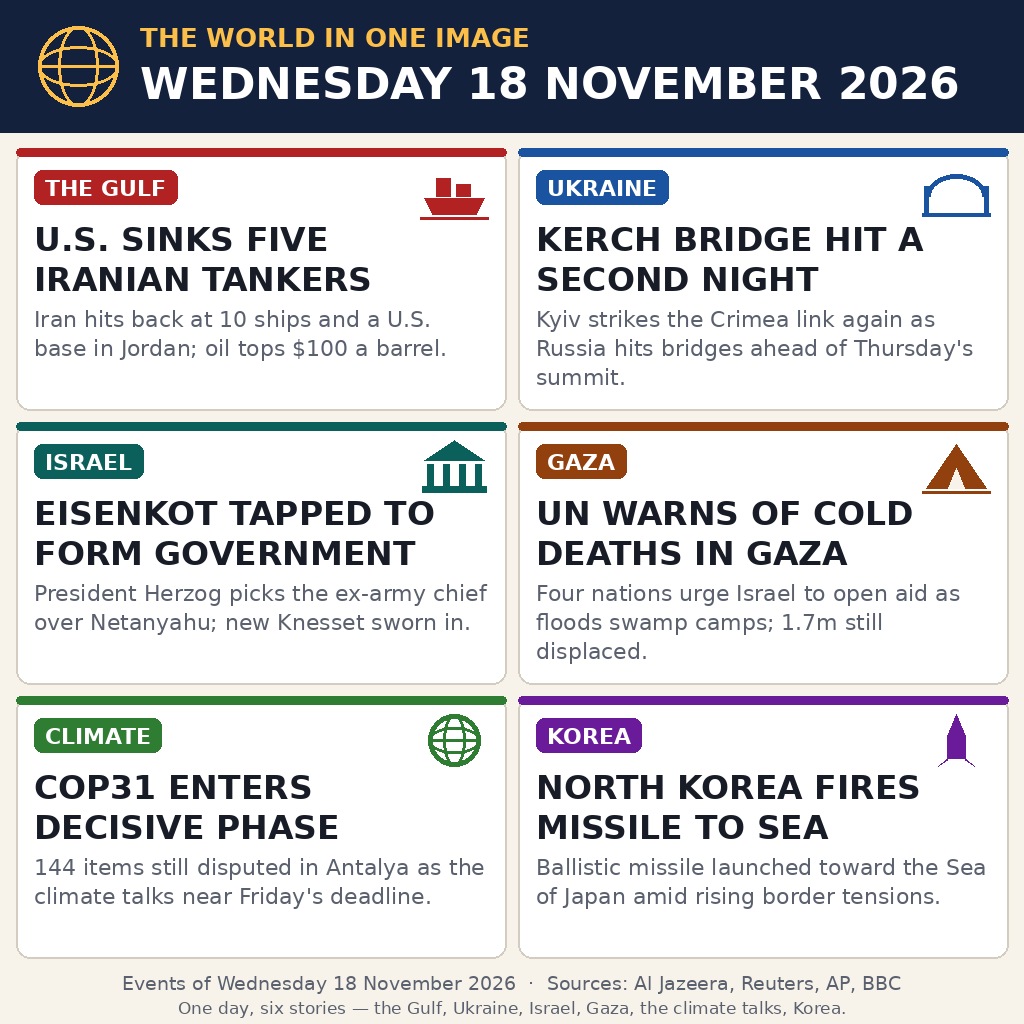 THE WORLD IN ONE IMAGE
WEDNESDAY 18 NOVEMBER 2026
THE GULF
U.S. SINKS FIVE
IRANIAN TANKERS
Iran hits back at 10 ships and a U.S.
base in Jordan; oil tops $100 a barrel.
UKRAINE
KERCH BRIDGE HIT A
SECOND NIGHT
Kyiv strikes the Crimea link again as
Russia hits bridges ahead of Thursday's
summit.
ISRAEL
EISENKOT TAPPED TO
FORM GOVERNMENT
President Herzog picks the ex-army chief
over Netanyahu; new Knesset sworn in.
GAZA
UN WARNS OF COLD
DEATHS IN GAZA
Four nations urge Israel to open aid as
floods swamp camps; 1.7m still
displaced.
CLIMATE
COP31 ENTERS
DECISIVE PHASE
144 items still disputed in Antalya as the
climate talks near Friday's deadline.
KOREA
NORTH KOREA FIRES
MISSILE TO SEA
Ballistic missile launched toward the Sea
of Japan amid rising border tensions.
Events of Wednesday 18 November 2026 · Sources: Al Jazeera, Reuters, AP, BBC
One day, six stories — the Gulf, Ukraine, Israel, Gaza, the climate talks, Korea.